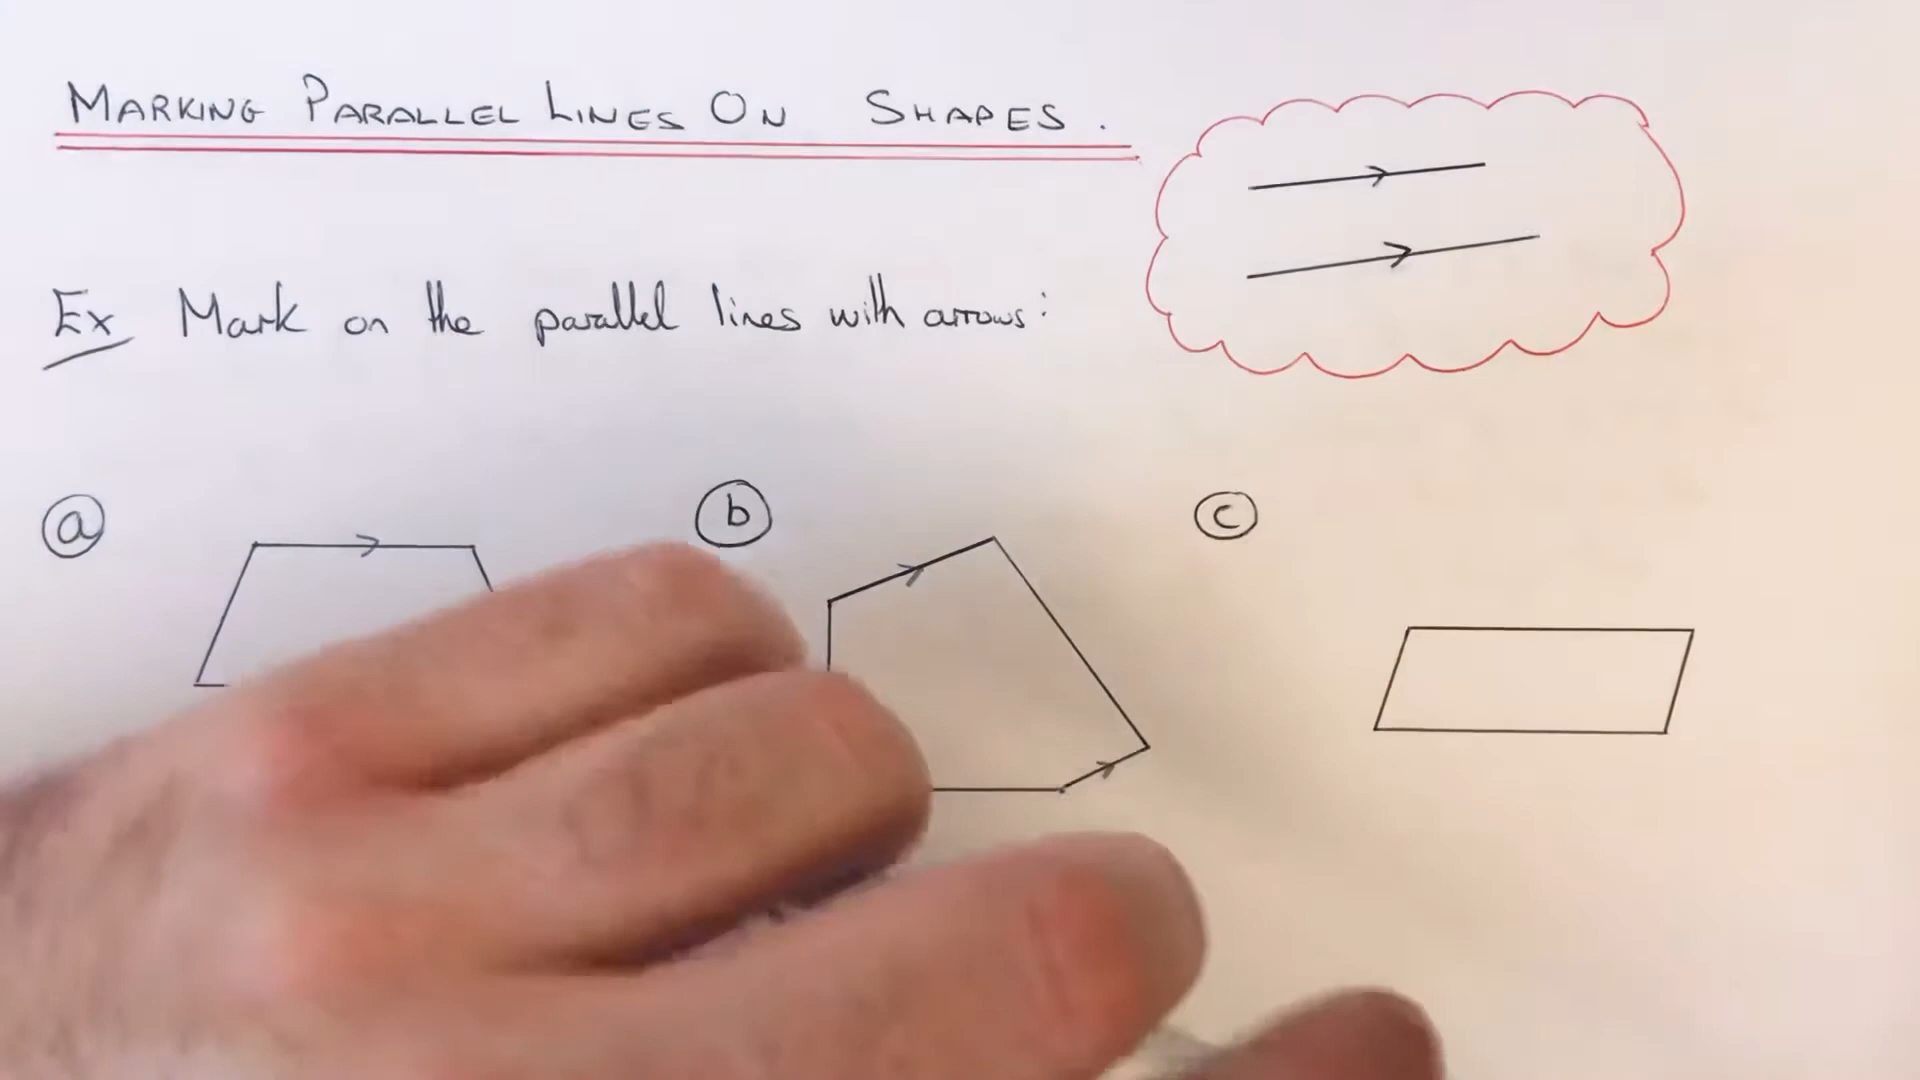 MARKING PARALLEL LINES ON SHAPES.
Ex Mark on the parallel lines with arrows:
a b c